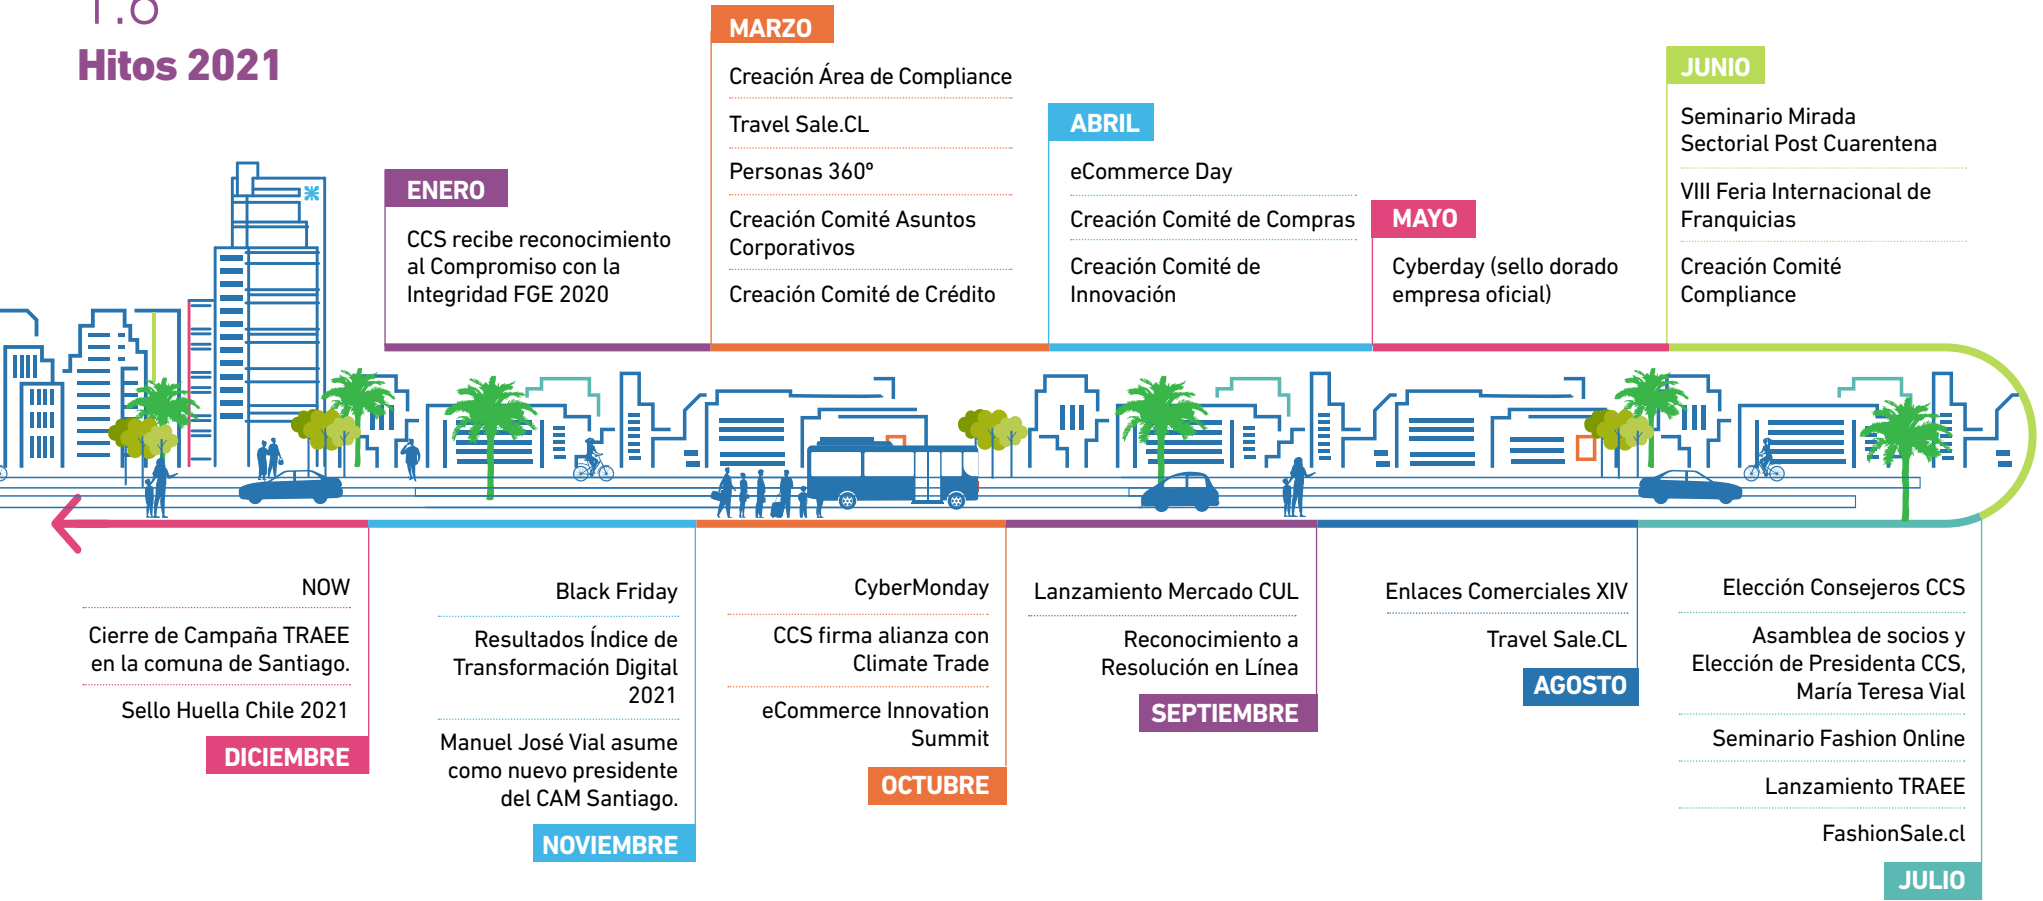 1.6
Hitos 2021
ENERO
CCS recibe reconocimiento
al Compromiso con la
Integridad FGE 2020
MARZO
Creación Área de Compliance
Travel Sale.CL
Personas 360º
Creación Comité Asuntos
Corporativos
Creación Comité de Crédito
ABRIL
eCommerce Day
Creación Comité de Compras
Creación Comité de
Innovación
MAYO
Cyberday (sello dorado
empresa oficial)
JUNIO
Seminario Mirada
Sectorial Post Cuarentena
VIII Feria Internacional de
Franquicias
Creación Comité
Compliance
Elección Consejeros CCS
Asamblea de socios y
Elección de Presidenta CCS,
María Teresa Vial
Seminario Fashion Online
Lanzamiento TRAEE
FashionSale.cl
JULIO
Enlaces Comerciales XIV
Travel Sale.CL
AGOSTO
Lanzamiento Mercado CUL
Reconocimiento a
Resolución en Línea
SEPTIEMBRE
CyberMonday
CCS firma alianza con
Climate Trade
eCommerce Innovation
Summit
OCTUBRE
Black Friday
Resultados Índice de
Transformación Digital
2021
Manuel José Vial asume
como nuevo presidente
del CAM Santiago.
NOVIEMBRE
NOW
Cierre de Campaña TRAEE
en la comuna de Santiago.
Sello Huella Chile 2021
DICIEMBRE